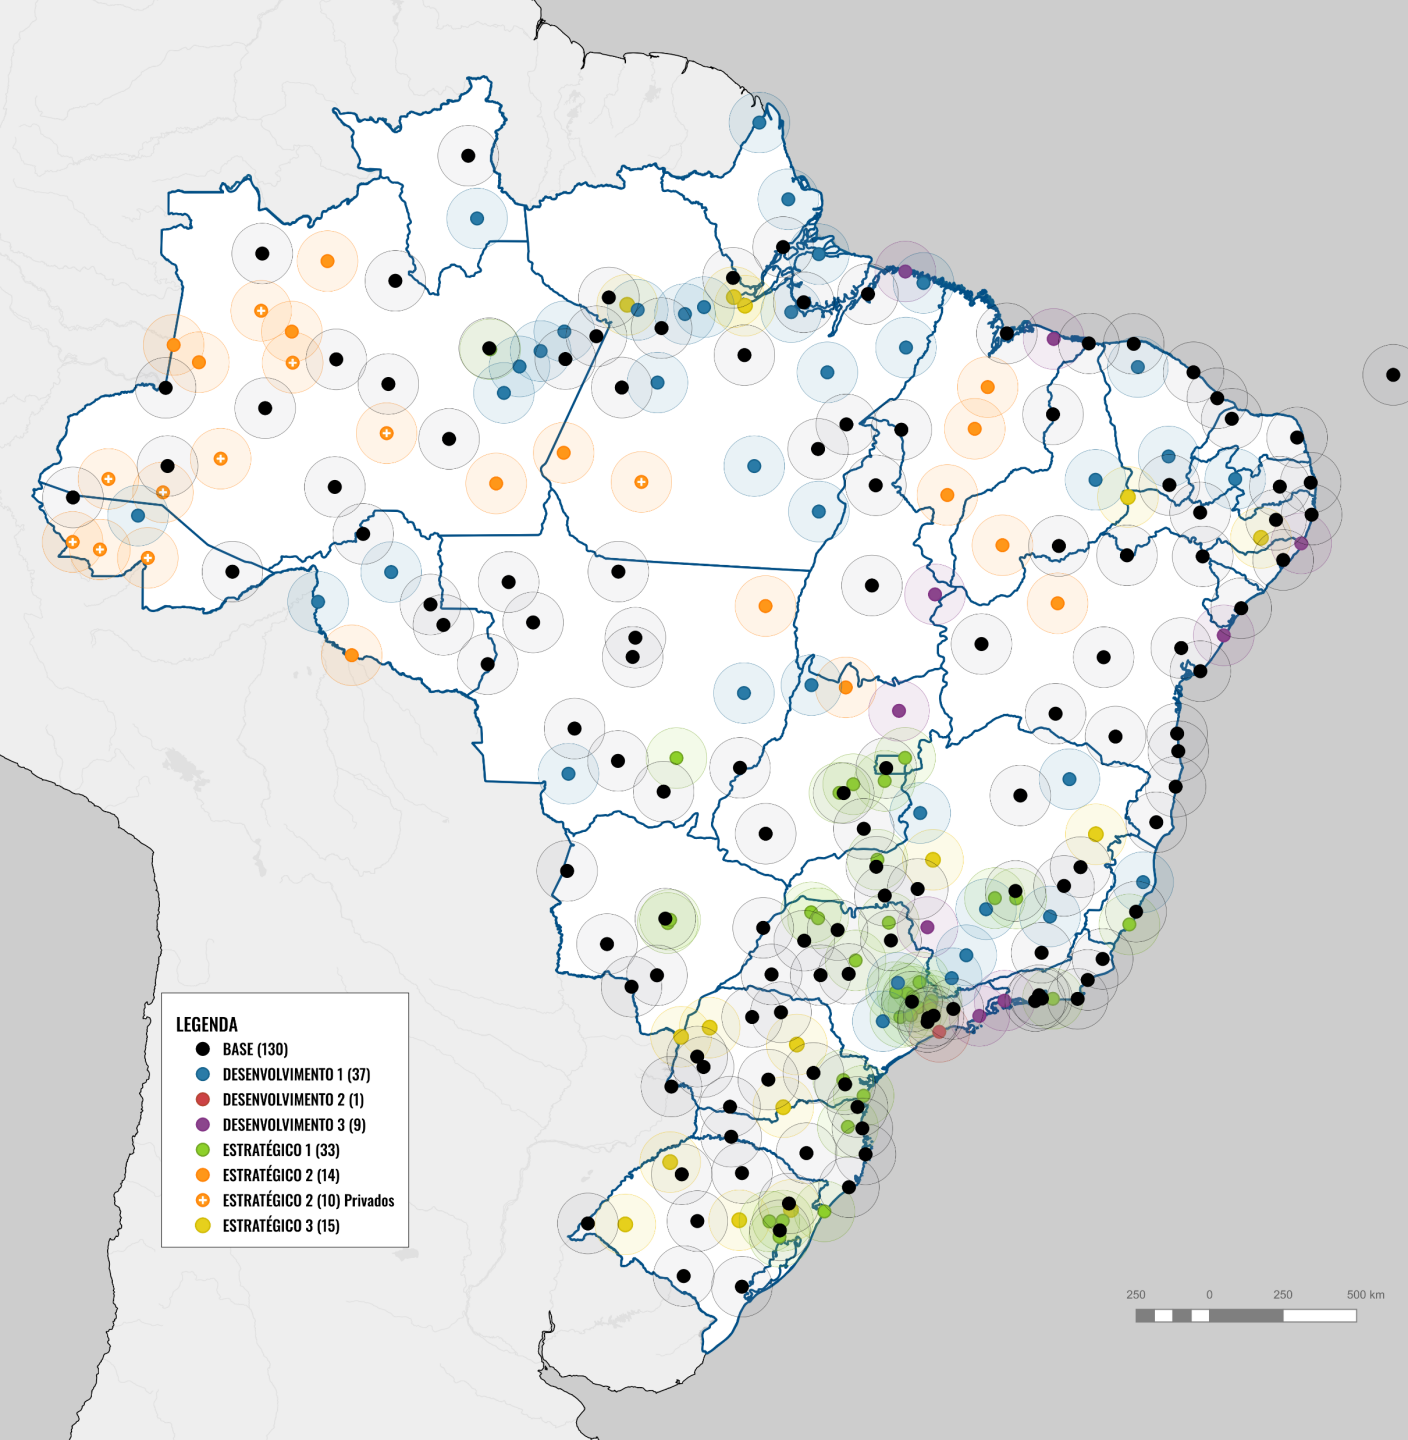 LEGENDA
BASE (130)
DESENVOLVIMENTO 1 (37)
DESENVOLVIMENTO 2 (1)
DESENVOLVIMENTO 3 (9)
ESTRATÉGICO 1 (33)
ESTRATÉGICO 2 (14)
ESTRATÉGICO 2 (10) Privados
ESTRATÉGICO 3 (15)
250 0 250 500 km